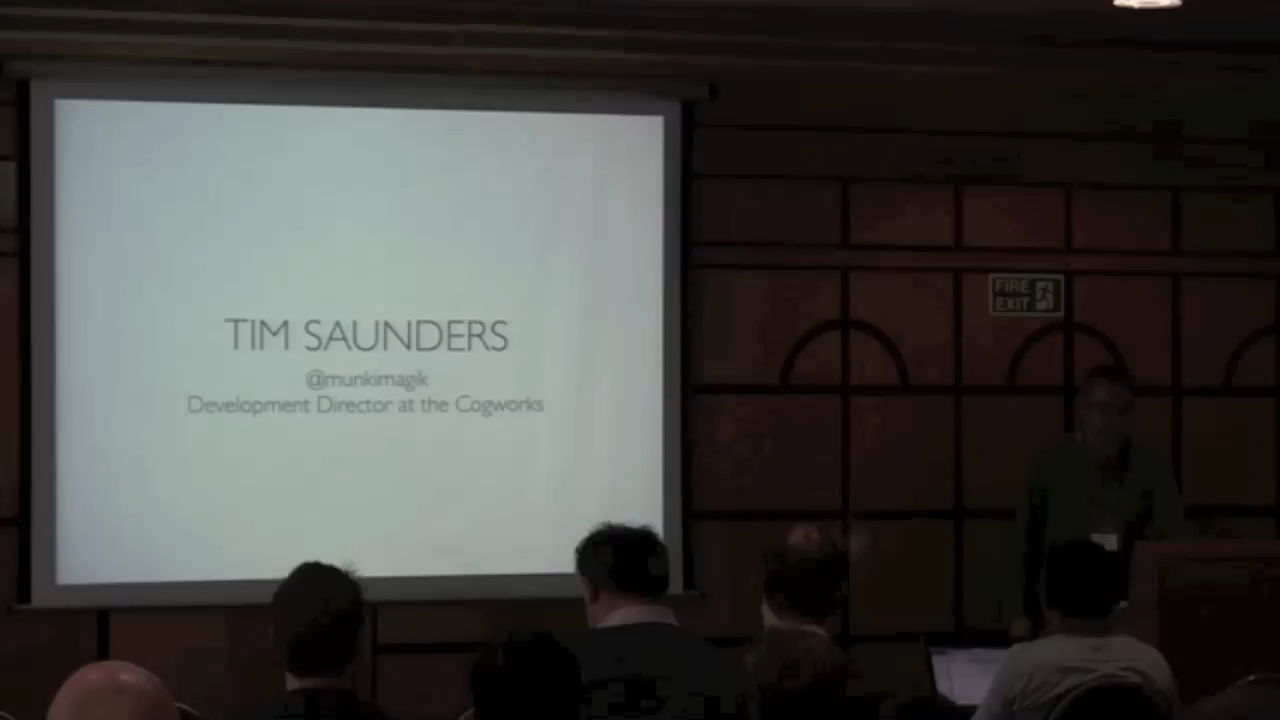 TIM SAUNDERS
@munkimagik
Development Director at the Cogworks
FIRE
EXIT